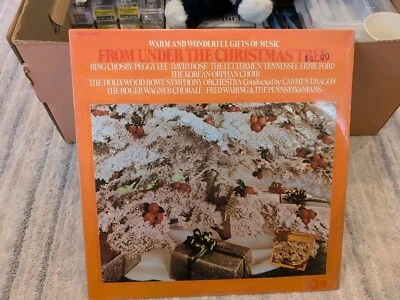 WARM AND WONDERFUL GIFTS OF MUSIC
FROM UNDER THE CHRISTMAS TREE
BING CROSBY PEGGY LEE DAVID ROSE THE LETTERMEN TENNESSEE ERNIE FORD
THE KOREAN ORPHAN CHOIR
THE HOLLYWOOD BOWL SYMPHONY ORCHESTRA Conducted by CARMEN DRAGON
THE ROGER WAGNER CHORALE · FRED WARING & THE PENNSYLVANIANS